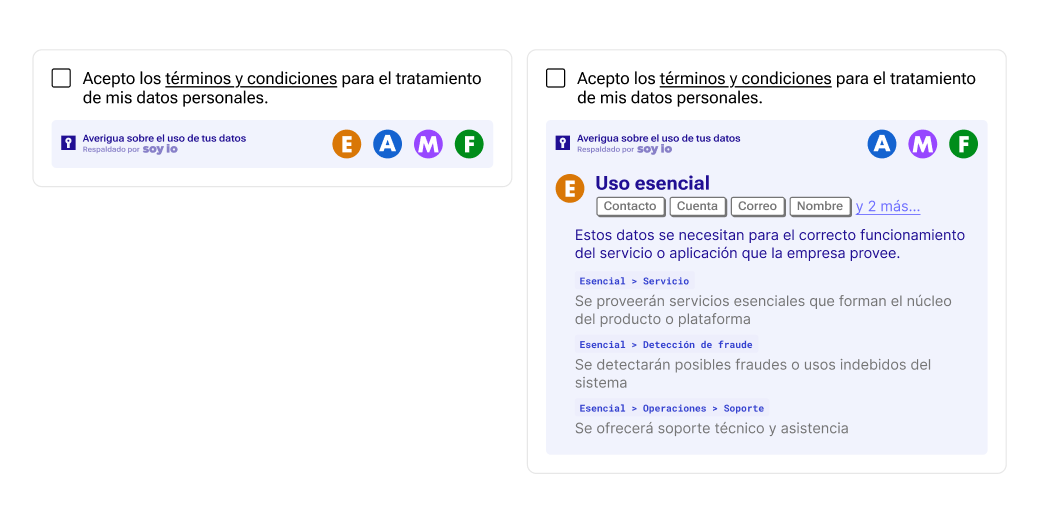 Acepto los términos y condiciones para el tratamiento
de mis datos personales.
Averigua sobre el uso de tus datos
Respaldado por soy io
E A M F
Acepto los términos y condiciones para el tratamiento
de mis datos personales.
Averigua sobre el uso de tus datos
Respaldado por soy io
A M F
E Uso esencial
Contacto Cuenta Correo Nombre y 2 más...
Estos datos se necesitan para el correcto funcionamiento
del servicio o aplicación que la empresa provee.
Esencial > Servicio
Se proveerán servicios esenciales que forman el núcleo
del producto o plataforma
Esencial > Detección de fraude
Se detectarán posibles fraudes o usos indebidos del
sistema
Esencial > Operaciones > Soporte
Se ofrecerá soporte técnico y asistencia